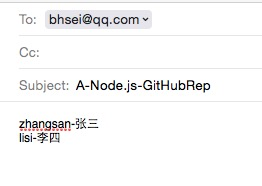 To: bhsei@qq.com
Cc:
Subject: A-Node.js-GitHubRep
zhangsan-张三
lisi-李四